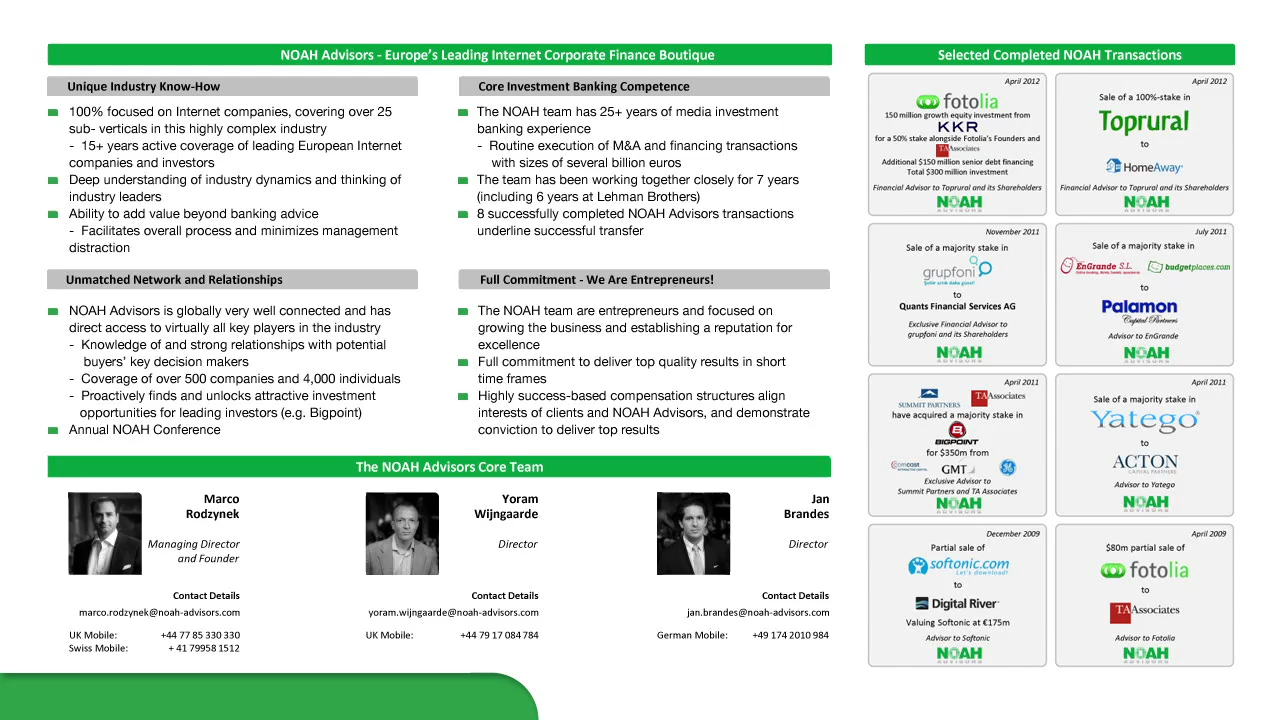 NOAH Advisors - Europe's Leading Internet Corporate Finance Boutique
Unique Industry Know-How
100% focused on Internet companies, covering over 25
sub- verticals in this highly complex industry
- 15+ years active coverage of leading European Internet
companies and investors
Deep understanding of industry dynamics and thinking of
industry leaders
Ability to add value beyond banking advice
- Facilitates overall process and minimizes management
distraction
Core Investment Banking Competence
The NOAH team has 25+ years of media investment
banking experience
- Routine execution of M&A and financing transactions
with sizes of several billion euros
The team has been working together closely for 7 years
(including 6 years at Lehman Brothers)
8 successfully completed NOAH Advisors transactions
underline successful transfer
Unmatched Network and Relationships
NOAH Advisors is globally very well connected and has
direct access to virtually all key players in the industry
- Knowledge of and strong relationships with potential
buyers' key decision makers
- Coverage of over 500 companies and 4,000 individuals
- Proactively finds and unlocks attractive investment
opportunities for leading investors (e.g. Bigpoint)
Annual NOAH Conference
Full Commitment - We Are Entrepreneurs!
The NOAH team are entrepreneurs and focused on
growing the business and establishing a reputation for
excellence
Full commitment to deliver top quality results in short
time frames
Highly success-based compensation structures align
interests of clients and NOAH Advisors, and demonstrate
conviction to deliver top results
The NOAH Advisors Core Team
Marco
Rodzynek
Managing Director
and Founder
Contact Details
marco.rodzynek@noah-advisors.com
UK Mobile: +44 77 85 330 330
Swiss Mobile: + 41 79958 1512
Yoram
Wijngaarde
Director
Contact Details
yoram.wijngaarde@noah-advisors.com
UK Mobile: +44 79 17 084 784
Jan
Brandes
Director
Contact Details
jan.brandes@noah-advisors.com
German Mobile: +49 174 2010 984
Selected Completed NOAH Transactions
April 2012
fotolia
150 million growth equity investment from
KKR
for a 50% stake alongside Fotolia's Founders and
TA Associates
Additional $150 million senior debt financing
Total $300 million investment
Financial Advisor to Toprural and its Shareholders
NOAH
ADVISORS
April 2012
Sale of a 100%-stake in
Toprural
to
HomeAway
Financial Advisor to Toprural and its Shareholders
NOAH
ADVISORS
November 2011
Sale of a majority stake in
grupfoni
to
Quants Financial Services AG
Exclusive Financial Advisor to
grupfoni and its Shareholders
NOAH
ADVISORS
July 2011
Sale of a majority stake in
EnGrande S.L. budgetplaces.com
to
Palamon
Capital Partners
Advisor to EnGrande
NOAH
ADVISORS
April 2011
SUMMIT PARTNERS TA Associates
have acquired a majority stake in
BIGPOINT
for $350m from
comcast GMT
Exclusive Advisor to
Summit Partners and TA Associates
NOAH
ADVISORS
April 2011
Sale of a majority stake in
Yatego®
to
ACTON
CAPITAL PARTNERS
Advisor to Yatego
NOAH
ADVISORS
December 2009
Partial sale of
softonic.com
Let's download!
to
Digital River
Valuing Softonic at €175m
Advisor to Softonic
NOAH
ADVISORS
April 2009
$80m partial sale of
fotolia
to
TA Associates
Advisor to Fotolia
NOAH
ADVISORS